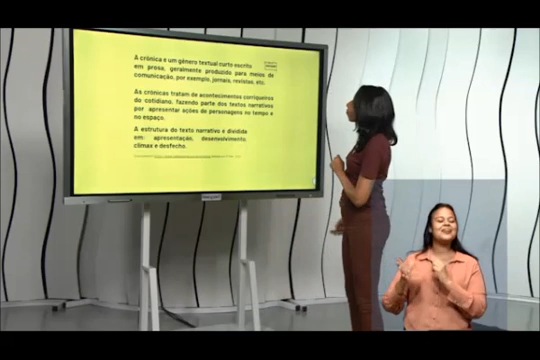 A crônica é um gênero textual curto escrito
em prosa, geralmente produzido para meios de
comunicação, por exemplo, jornais, revistas, etc.
As crônicas tratam de acontecimentos corriqueiros
do cotidiano, fazendo parte dos textos narrativos
por apresentar ações de personagens no tempo e
no espaço.
A estrutura do texto narrativo é dividida
em: apresentação, desenvolvimento,
clímax e desfecho.